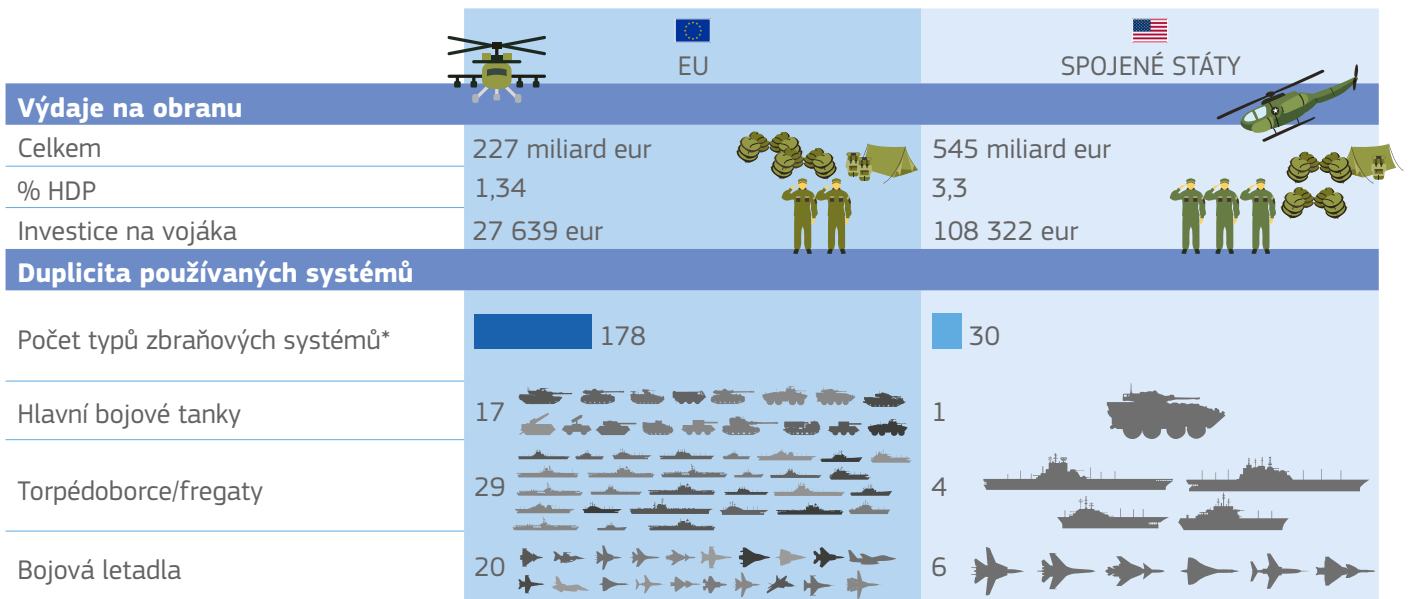 EU
SPOJENÉ STÁTY
Výdaje na obranu
Celkem
227 miliard eur
545 miliard eur
% HDP
1,34
3,3
Investice na vojáka
27 639 eur
108 322 eur
Duplicita používaných systémů
Počet typů zbraňových systémů*
178
30
Hlavní bojové tanky
17
1
Torpédoborce/fregaty
29
4
Bojová letadla
20
6